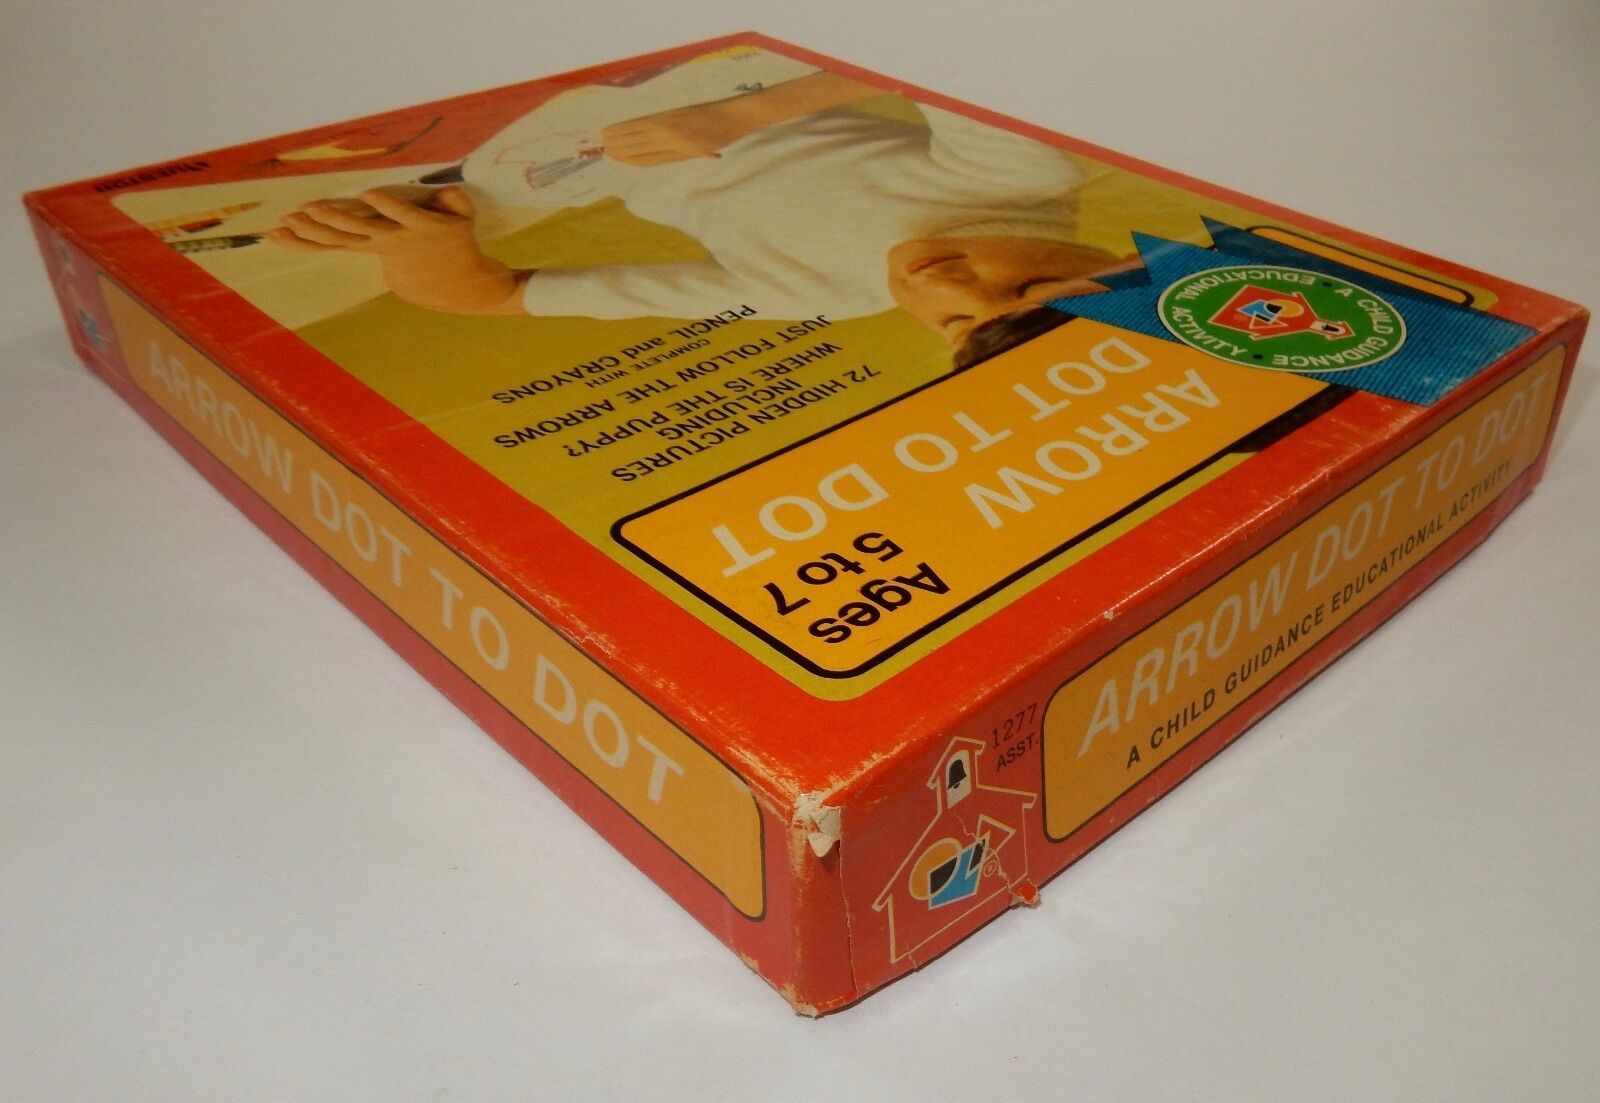 Ages
5 to 7
ARROW
DOT TO DOT
A CHILD GUIDANCE
EDUCATIONAL ACTIVITY
72 HIDDEN PICTURES
INCLUDING
WHERE IS THE PUPPY?
JUST FOLLOW THE ARROWS
COMPLETE WITH
PENCIL and CRAYONS
ARROW DOT TO DOT
1277
ASST.
ARROW DOT TO DOT
A CHILD GUIDANCE EDUCATIONAL ACTIVITY
®